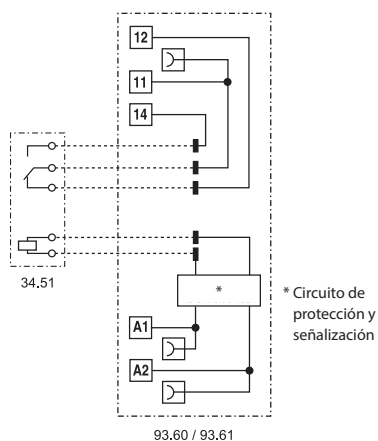 12
11
14
34.51
*
* Circuito de
protección y
señalización
A1
A2
93.60 / 93.61